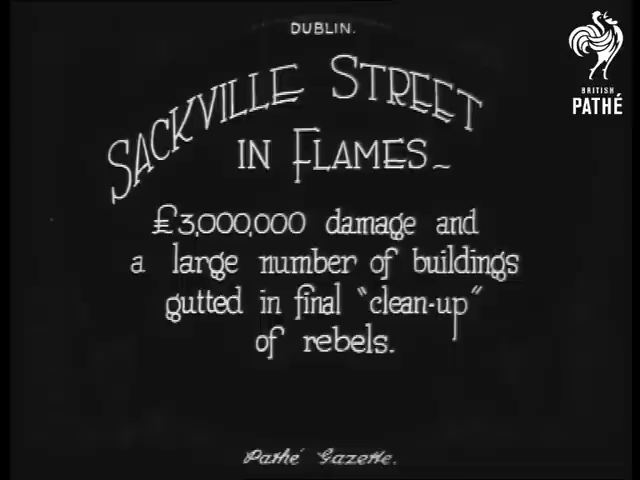 DUBLIN.
SACKVILLE STREET
IN FLAMES~
£3,000,000 damage and
a large number of buildings
gutted in final "clean-up"
of rebels.
Pathé Gazette.
BRITISH
PATHÉ